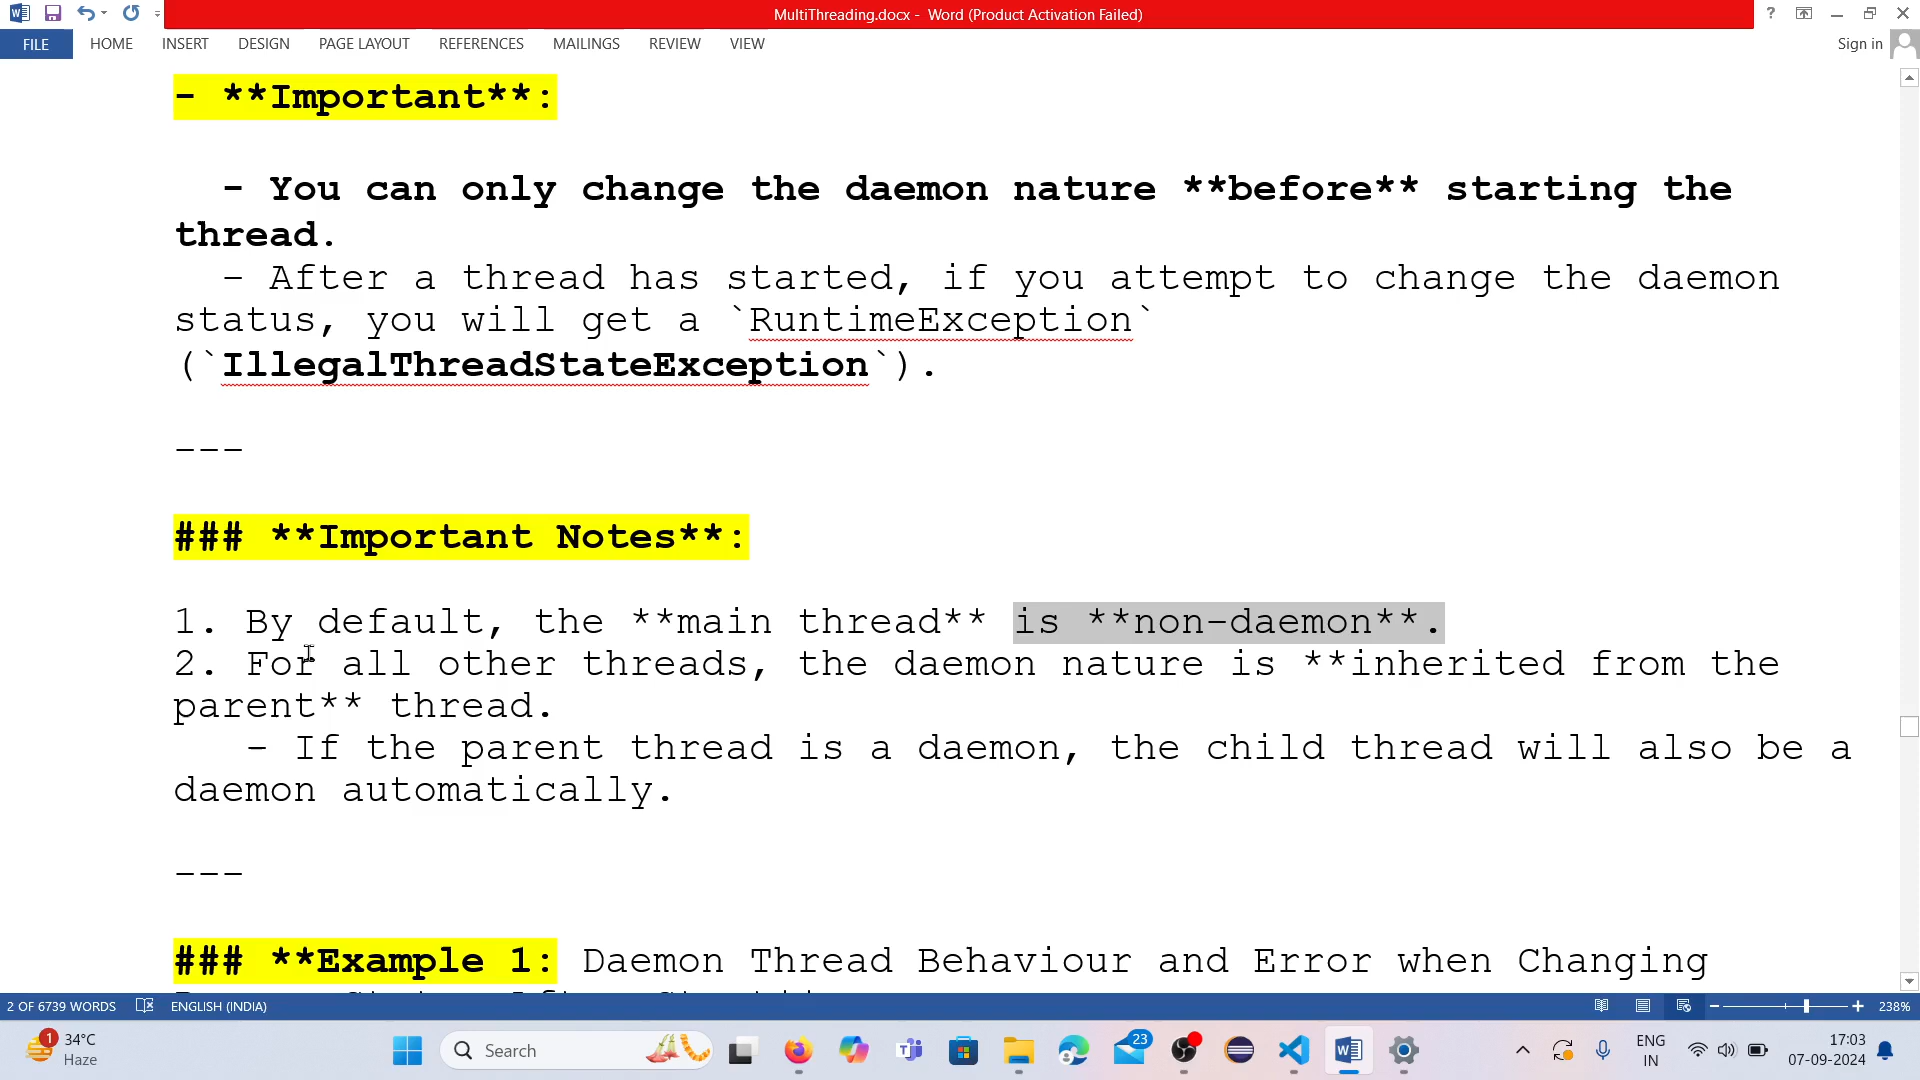 MultiThreading.docx - Word (Product Activation Failed)
FILE HOME INSERT DESIGN PAGE LAYOUT REFERENCES MAILINGS REVIEW VIEW Sign in
- **Important**:
- You can only change the daemon nature **before** starting the
thread.
- After a thread has started, if you attempt to change the daemon
status, you will get a `RuntimeException`
(`IllegalThreadStateException`).
---
### **Important Notes**:
1. By default, the **main thread** is **non-daemon**.
2. For all other threads, the daemon nature is **inherited from the
parent** thread.
- If the parent thread is a daemon, the child thread will also be a
daemon automatically.
---
### **Example 1: Daemon Thread Behaviour and Error when Changing
2 OF 6739 WORDS ENGLISH (INDIA) 238%
1 34°C
Haze
Search
23
ENG
IN
17:03
07-09-2024